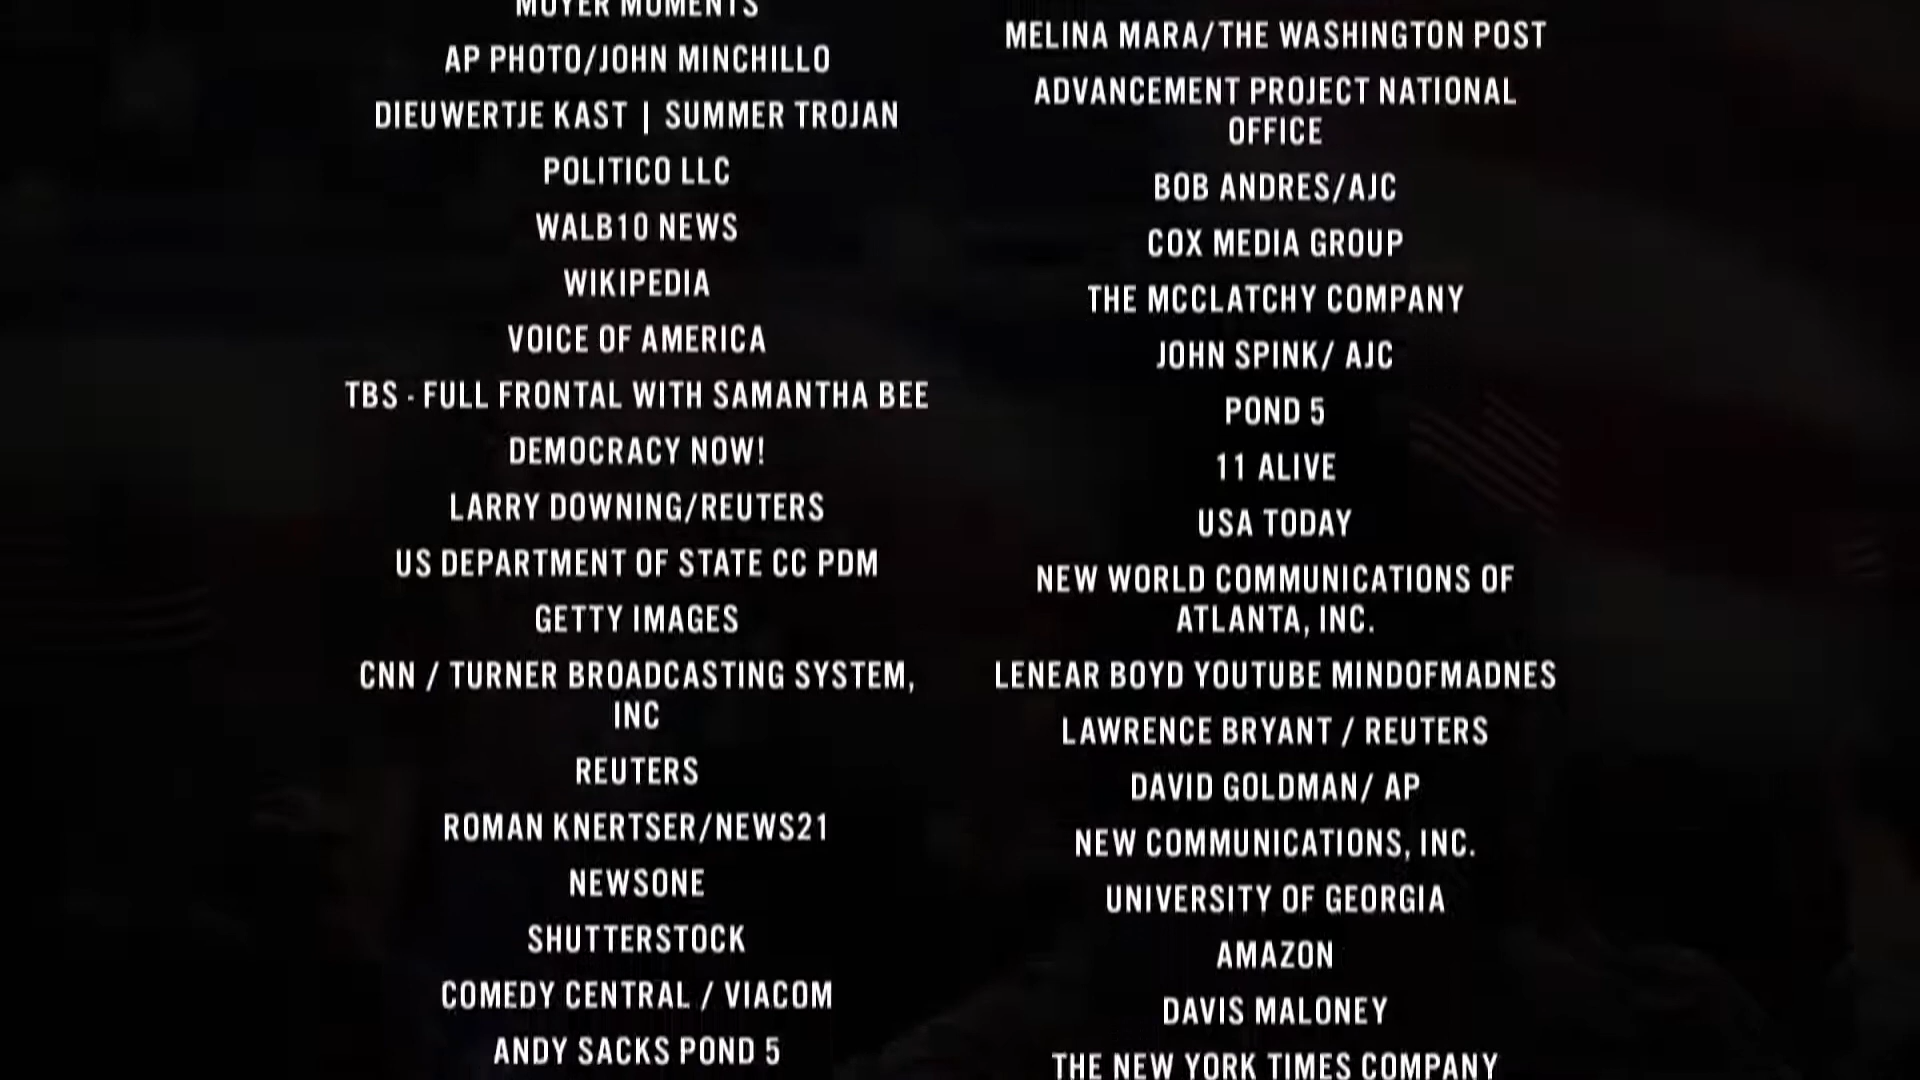 MOYER MOMENTS
AP PHOTO/JOHN MINCHILLO
DIEUWERTJE KAST | SUMMER TROJAN
POLITICO LLC
WALB10 NEWS
WIKIPEDIA
VOICE OF AMERICA
TBS - FULL FRONTAL WITH SAMANTHA BEE
DEMOCRACY NOW!
LARRY DOWNING/REUTERS
US DEPARTMENT OF STATE CC PDM
GETTY IMAGES
CNN / TURNER BROADCASTING SYSTEM,
INC
REUTERS
ROMAN KNERTSER/NEWS21
NEWSONE
SHUTTERSTOCK
COMEDY CENTRAL / VIACOM
ANDY SACKS POND 5
MELINA MARA/THE WASHINGTON POST
ADVANCEMENT PROJECT NATIONAL
OFFICE
BOB ANDRES/AJC
COX MEDIA GROUP
THE MCCLATCHY COMPANY
JOHN SPINK/ AJC
POND 5
11 ALIVE
USA TODAY
NEW WORLD COMMUNICATIONS OF
ATLANTA, INC.
LENEAR BOYD YOUTUBE MINDOFMADNES
LAWRENCE BRYANT / REUTERS
DAVID GOLDMAN/ AP
NEW COMMUNICATIONS, INC.
UNIVERSITY OF GEORGIA
AMAZON
DAVIS MALONEY
THE NEW YORK TIMES COMPANY